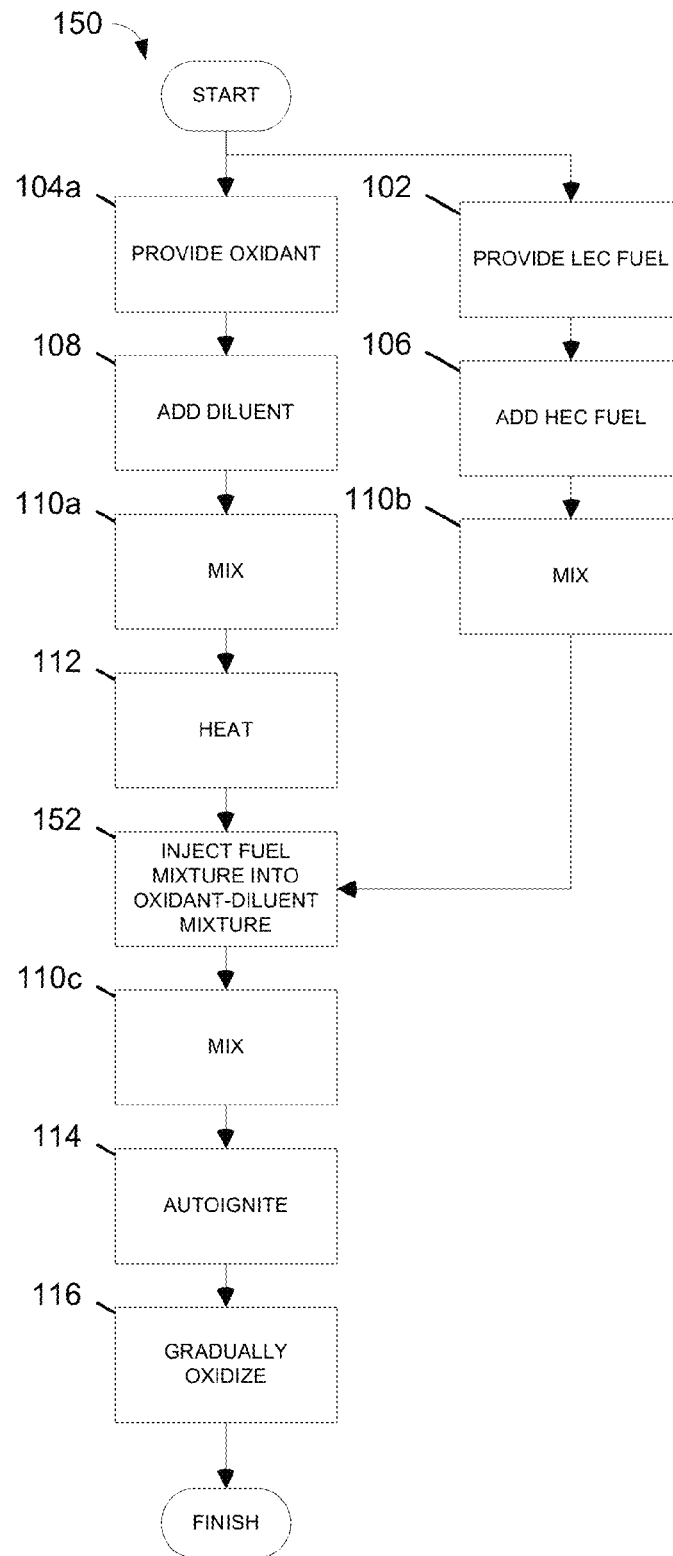 150
START
104a
PROVIDE OXIDANT
102
PROVIDE LEC FUEL
108
ADD DILUENT
106
ADD HEC FUEL
110a
MIX
110b
MIX
112
HEAT
152
INJECT FUEL
MIXTURE INTO
OXIDANT-DILUENT
MIXTURE
110c
MIX
114
AUTOIGNITE
116
GRADUALLY
OXIDIZE
FINISH